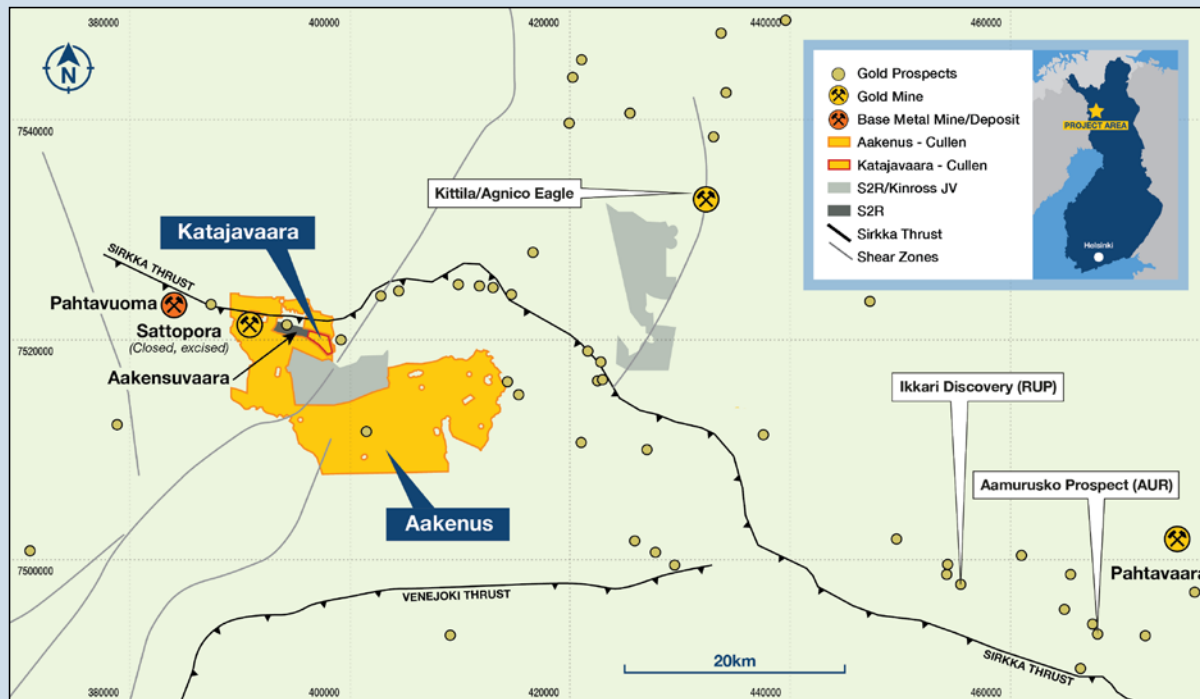 380000
400000
420000
440000
460000
N
Gold Prospects
Gold Mine
Base Metal Mine/Deposit
Aakenus - Cullen
Katajavaara - Cullen
S2R/Kinross JV
S2R
Sirkka Thrust
Shear Zones
PROJECT AREA
Helsinki
7540000
Kittila/Agnico Eagle
Katajavaara
SIRKKA THRUST
Pahtavuoma
Sattopora
(Closed, excised)
7520000
Aakensuvaara
Ikkari Discovery (RUP)
Aamurusko Prospect (AUR)
Aakenus
7500000
Pahtavaara
VENEJOKI THRUST
20km
SIRKKA THRUST
380000
400000
420000
440000
460000